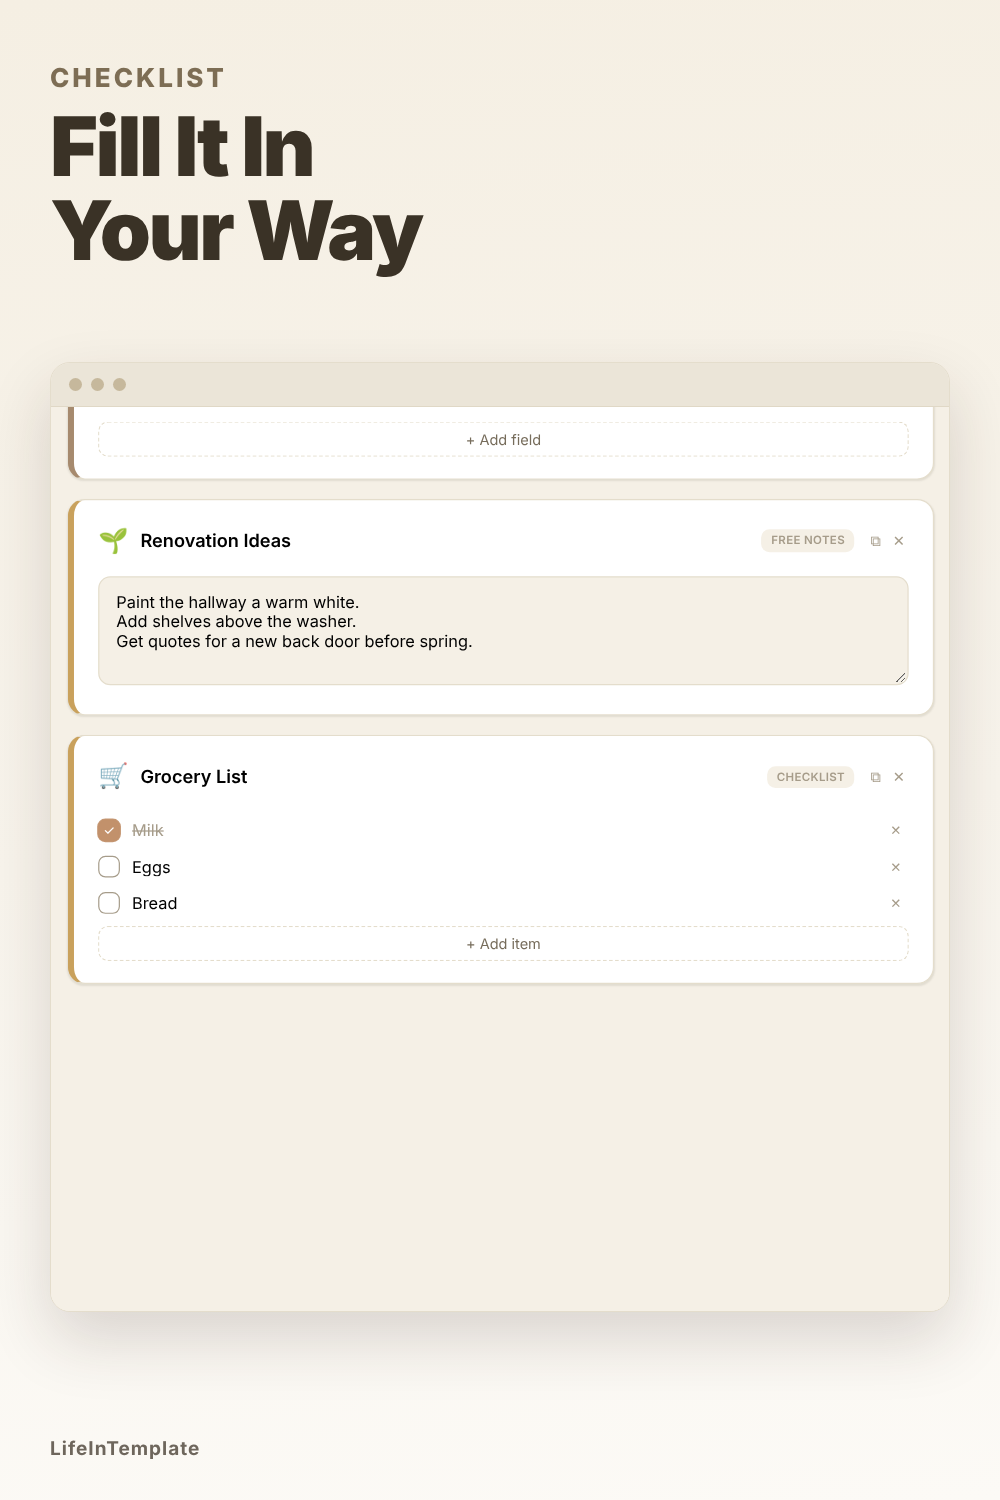 CHECKLIST
Fill It In
Your Way
+ Add field
Renovation Ideas
FREE NOTES
Paint the hallway a warm white.
Add shelves above the washer.
Get quotes for a new back door before spring.
Grocery List
CHECKLIST
Milk
Eggs
Bread
+ Add item
LifeInTemplate